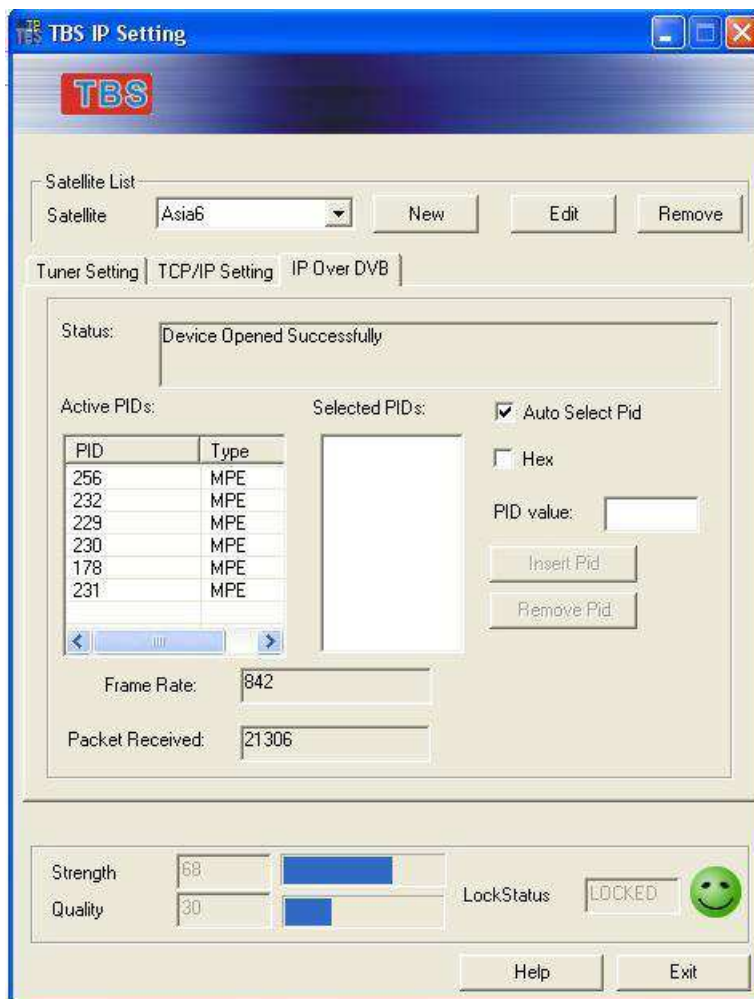 TBS IP Setting
TBS
Satellite List
Satellite Asia6 New Edit Remove
Tuner Setting TCP/IP Setting IP Over DVB
Status: Device Opened Successfully
Active PIDs: Selected PIDs: Auto Select Pid
PID Type
Hex
256 MPE
232 MPE
229 MPE
PID value:
230 MPE
178 MPE
Insert Pid
231 MPE
Remove Pid
Frame Rate: 842
Packet Received: 21306
Strength 68
LockStatus LOCKED
Quality 30
Help Exit